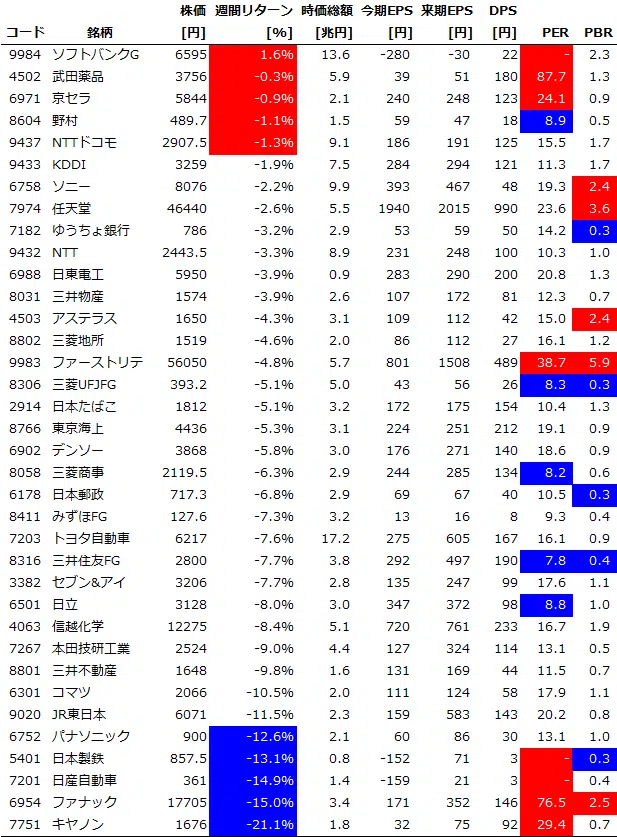 株価 週間リターン 時価総額 今期EPS 来期EPS DPS
コード 銘柄 [円] [%] [兆円] [円] [円] [円] PER PBR
9984 ソフトバンクG 6595 1.6% 13.6 -280 -30 22 - 2.3
4502 武田薬品 3756 -0.3% 5.9 39 51 180 87.7 1.3
6971 京セラ 5844 -0.9% 2.1 240 248 123 24.1 0.9
8604 野村 489.7 -1.1% 1.5 59 47 18 8.9 0.5
9437 NTTドコモ 2907.5 -1.3% 9.1 186 191 125 15.5 1.7
9433 KDDI 3259 -1.9% 7.5 284 294 121 11.3 1.7
6758 ソニー 8076 -2.2% 9.9 393 467 48 19.3 2.4
7974 任天堂 46440 -2.6% 5.5 1940 2015 990 23.6 3.6
7182 ゆうちょ銀行 786 -3.2% 2.9 53 59 50 14.2 0.3
9432 NTT 2443.5 -3.3% 8.9 231 248 100 10.3 1.0
6988 日東電工 5950 -3.9% 0.9 283 290 200 20.8 1.3
8031 三井物産 1574 -3.9% 2.6 107 172 81 12.3 0.7
4503 アステラス 1650 -4.3% 3.1 109 112 42 15.0 2.4
8802 三菱地所 1519 -4.6% 2.0 86 112 27 16.1 1.2
9983 ファーストリテ 56050 -4.8% 5.7 801 1508 489 38.7 5.9
8306 三菱UFJFG 393.2 -5.1% 5.0 43 56 26 8.3 0.3
2914 日本たばこ 1812 -5.1% 3.2 172 175 154 10.4 1.3
8766 東京海上 4436 -5.3% 3.1 224 251 212 19.1 0.9
6902 デンソー 3868 -5.8% 3.0 176 271 140 18.6 0.9
8058 三菱商事 2119.5 -6.3% 2.9 244 285 134 8.2 0.6
6178 日本郵政 717.3 -6.8% 2.9 69 67 40 10.5 0.3
8411 みずほFG 127.6 -7.3% 3.2 13 16 8 9.3 0.4
7203 トヨタ自動車 6217 -7.6% 17.2 275 605 167 16.1 0.9
8316 三井住友FG 2800 -7.7% 3.8 292 497 190 7.8 0.4
3382 セブン&アイ 3206 -7.7% 2.8 135 247 99 17.6 1.1
6501 日立 3128 -8.0% 3.0 347 372 98 8.8 1.0
4063 信越化学 12275 -8.4% 5.1 720 761 233 16.7 1.9
7267 本田技研工業 2524 -9.0% 4.4 127 324 114 13.1 0.5
8801 三井不動産 1648 -9.8% 1.6 131 169 44 11.5 0.7
6301 コマツ 2066 -10.5% 2.0 111 124 58 17.9 1.1
9020 JR東日本 6071 -11.5% 2.3 159 583 143 20.2 0.8
6752 パナソニック 900 -12.6% 2.1 60 86 30 13.1 1.0
5401 日本製鉄 857.5 -13.1% 0.8 -152 71 3 - 0.3
7201 日産自動車 361 -14.9% 1.4 -159 21 3 - 0.4
6954 ファナック 17705 -15.0% 3.4 171 352 146 76.5 2.5
7751 キヤノン 1676 -21.1% 1.8 32 75 92 29.4 0.7